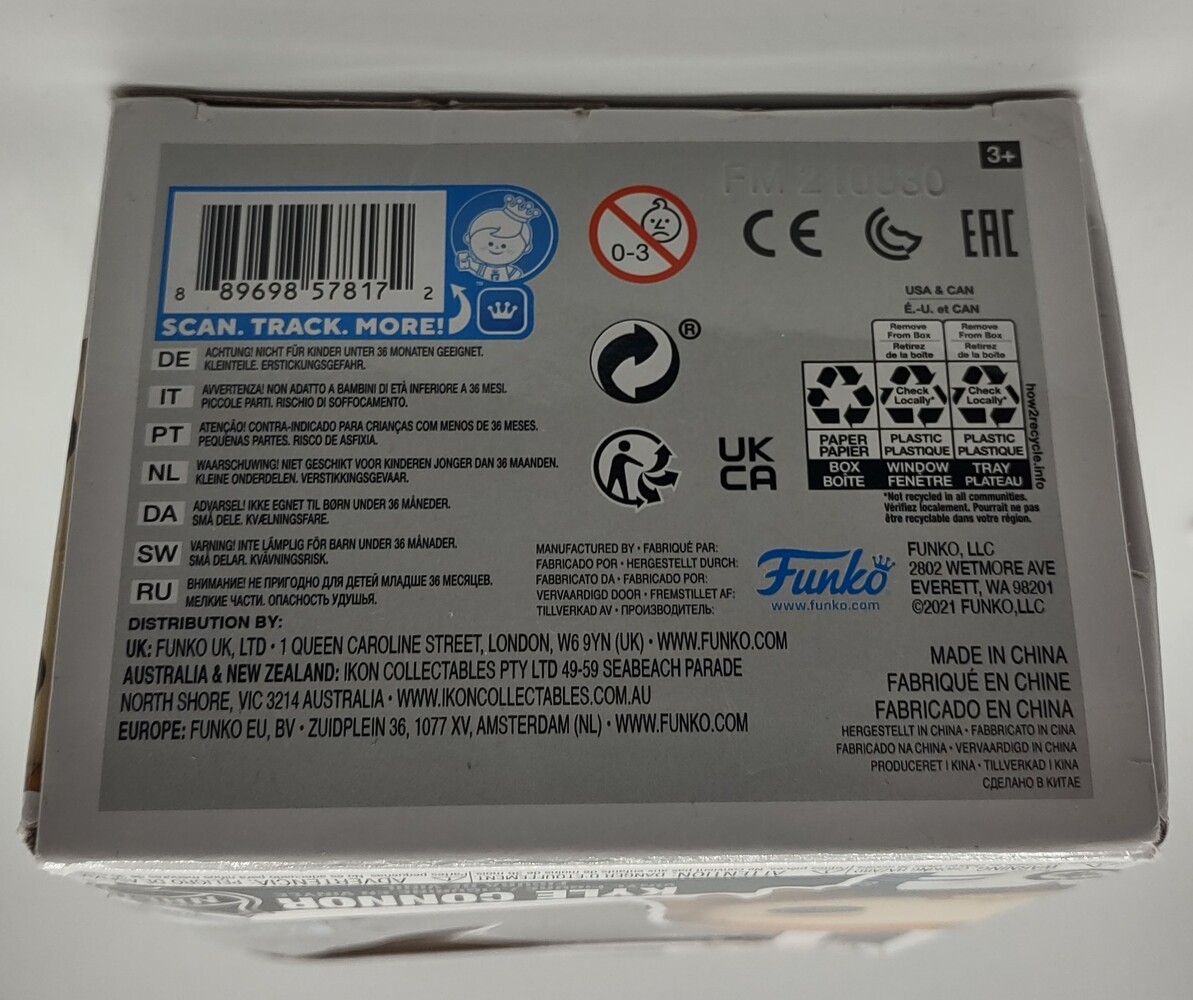 3+
FM 210830
8 89698 57817 2
SCAN. TRACK. MORE!
™
0-3
CE
EAC
®
UK
CA
USA & CAN
É.-U. et CAN
Remove From Box
Retirez de la boîte
Remove From Box
Retirez de la boîte
Check Locally*
Check Locally*
PAPER
PAPIER
PLASTIC
PLASTIQUE
PLASTIC
PLASTIQUE
BOX
BOÎTE
WINDOW
FENÊTRE
TRAY
PLATEAU
how2recycle.info
*Not recycled in all communities.
Vérifiez localement. Pourrait ne pas
être recyclable dans votre région.
DE ACHTUNG! NICHT FÜR KINDER UNTER 36 MONATEN GEEIGNET.
KLEINTEILE. ERSTICKUNGSGEFAHR.
IT AVVERTENZA! NON ADATTO A BAMBINI DI ETÀ INFERIORE A 36 MESI.
PICCOLE PARTI. RISCHIO DI SOFFOCAMENTO.
PT ATENÇÃO! CONTRA-INDICADO PARA CRIANÇAS COM MENOS DE 36 MESES.
PEQUENAS PARTES. RISCO DE ASFIXIA.
NL WAARSCHUWING! NIET GESCHIKT VOOR KINDEREN JONGER DAN 36 MAANDEN.
KLEINE ONDERDELEN. VERSTIKKINGSGEVAAR.
DA ADVARSEL! IKKE EGNET TIL BØRN UNDER 36 MÅNEDER.
SMÅ DELE. KVÆLNINGSFARE.
SW VARNING! INTE LÄMPLIG FÖR BARN UNDER 36 MÅNADER.
SMÅ DELAR. KVÄVNINGSRISK.
RU ВНИМАНИЕ! НЕ ПРИГОДНО ДЛЯ ДЕТЕЙ МЛАДШЕ 36 МЕСЯЦЕВ.
МЕЛКИЕ ЧАСТИ. ОПАСНОСТЬ УДУШЬЯ.
MANUFACTURED BY • FABRIQUÉ PAR:
FABRICADO POR • HERGESTELLT DURCH:
FABBRICATO DA • FABRICADO POR:
VERVAARDIGD DOOR • FREMSTILLET AF:
TILLVERKAD AV • ПРОИЗВОДИТЕЛЬ:
Funko
www.funko.com
FUNKO, LLC
2802 WETMORE AVE
EVERETT, WA 98201
©2021 FUNKO,LLC
DISTRIBUTION BY:
UK: FUNKO UK, LTD • 1 QUEEN CAROLINE STREET, LONDON, W6 9YN (UK) • WWW.FUNKO.COM
AUSTRALIA & NEW ZEALAND: IKON COLLECTABLES PTY LTD 49-59 SEABEACH PARADE
NORTH SHORE, VIC 3214 AUSTRALIA • WWW.IKONCOLLECTABLES.COM.AU
EUROPE: FUNKO EU, BV • ZUIDPLEIN 36, 1077 XV, AMSTERDAM (NL) • WWW.FUNKO.COM
MADE IN CHINA
FABRIQUÉ EN CHINE
FABRICADO EN CHINA
HERGESTELLT IN CHINA • FABBRICATO IN CINA
FABRICADO NA CHINA • VERVAARDIGD IN CHINA
PRODUCERET I KINA • TILLVERKAD I KINA
СДЕЛАНО В КИТАЕ
KYLE CONNOR